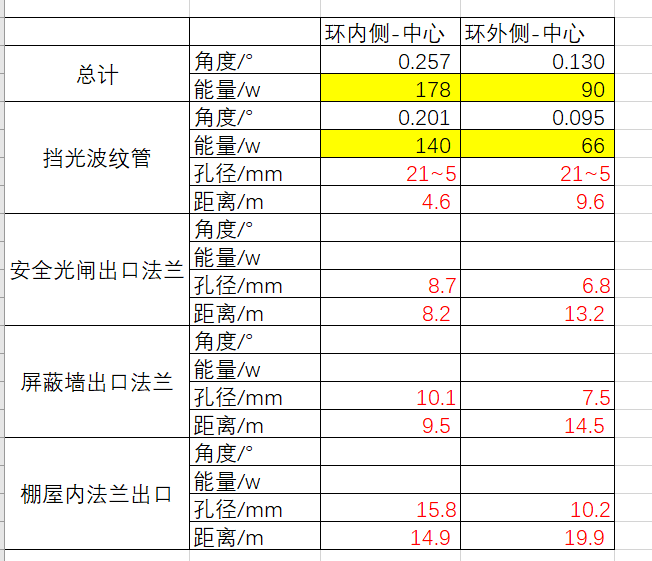 环内侧-中心 环外侧-中心
总计 角度/° 0.257 0.130
能量/w 178 90
挡光波纹管 角度/° 0.201 0.095
能量/w 140 66
孔径/mm 21~5 21~5
距离/m 4.6 9.6
安全光闸出口法兰 角度/°
能量/w
孔径/mm 8.7 6.8
距离/m 8.2 13.2
屏蔽墙出口法兰 角度/°
能量/w
孔径/mm 10.1 7.5
距离/m 9.5 14.5
棚屋内法兰出口 角度/°
能量/w
孔径/mm 15.8 10.2
距离/m 14.9 19.9